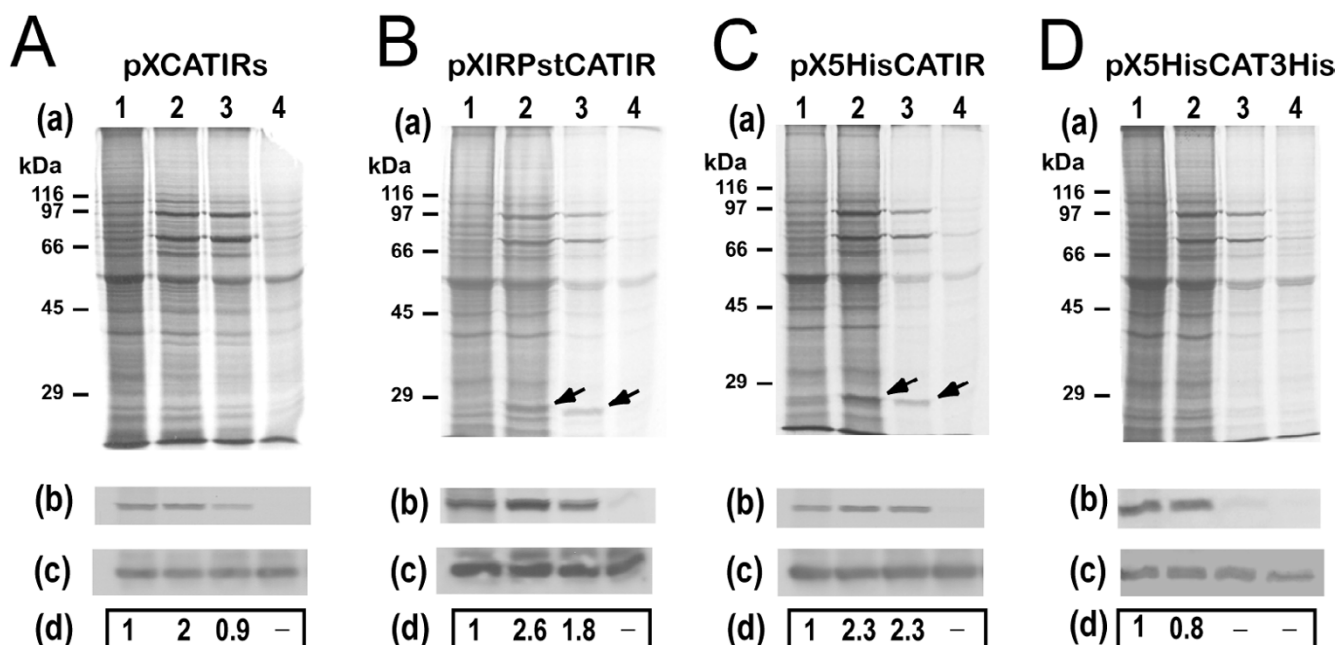 A B C D
pXCATIRs pXIRPstCATIR pX5HisCATIR pX5HisCAT3His
1 2 3 4 1 2 3 4 1 2 3 4 1 2 3 4
(a) (a) (a) (a)
kDa kDa kDa kDa
116 116 116 116
97 97 97 97
66 66 66 66
45 45 45 45
29 29 29 29
(b) (b) (b) (b)
(c) (c) (c) (c)
(d) 1 2 0.9 – (d) 1 2.6 1.8 – (d) 1 2.3 2.3 – (d) 1 0.8 – –